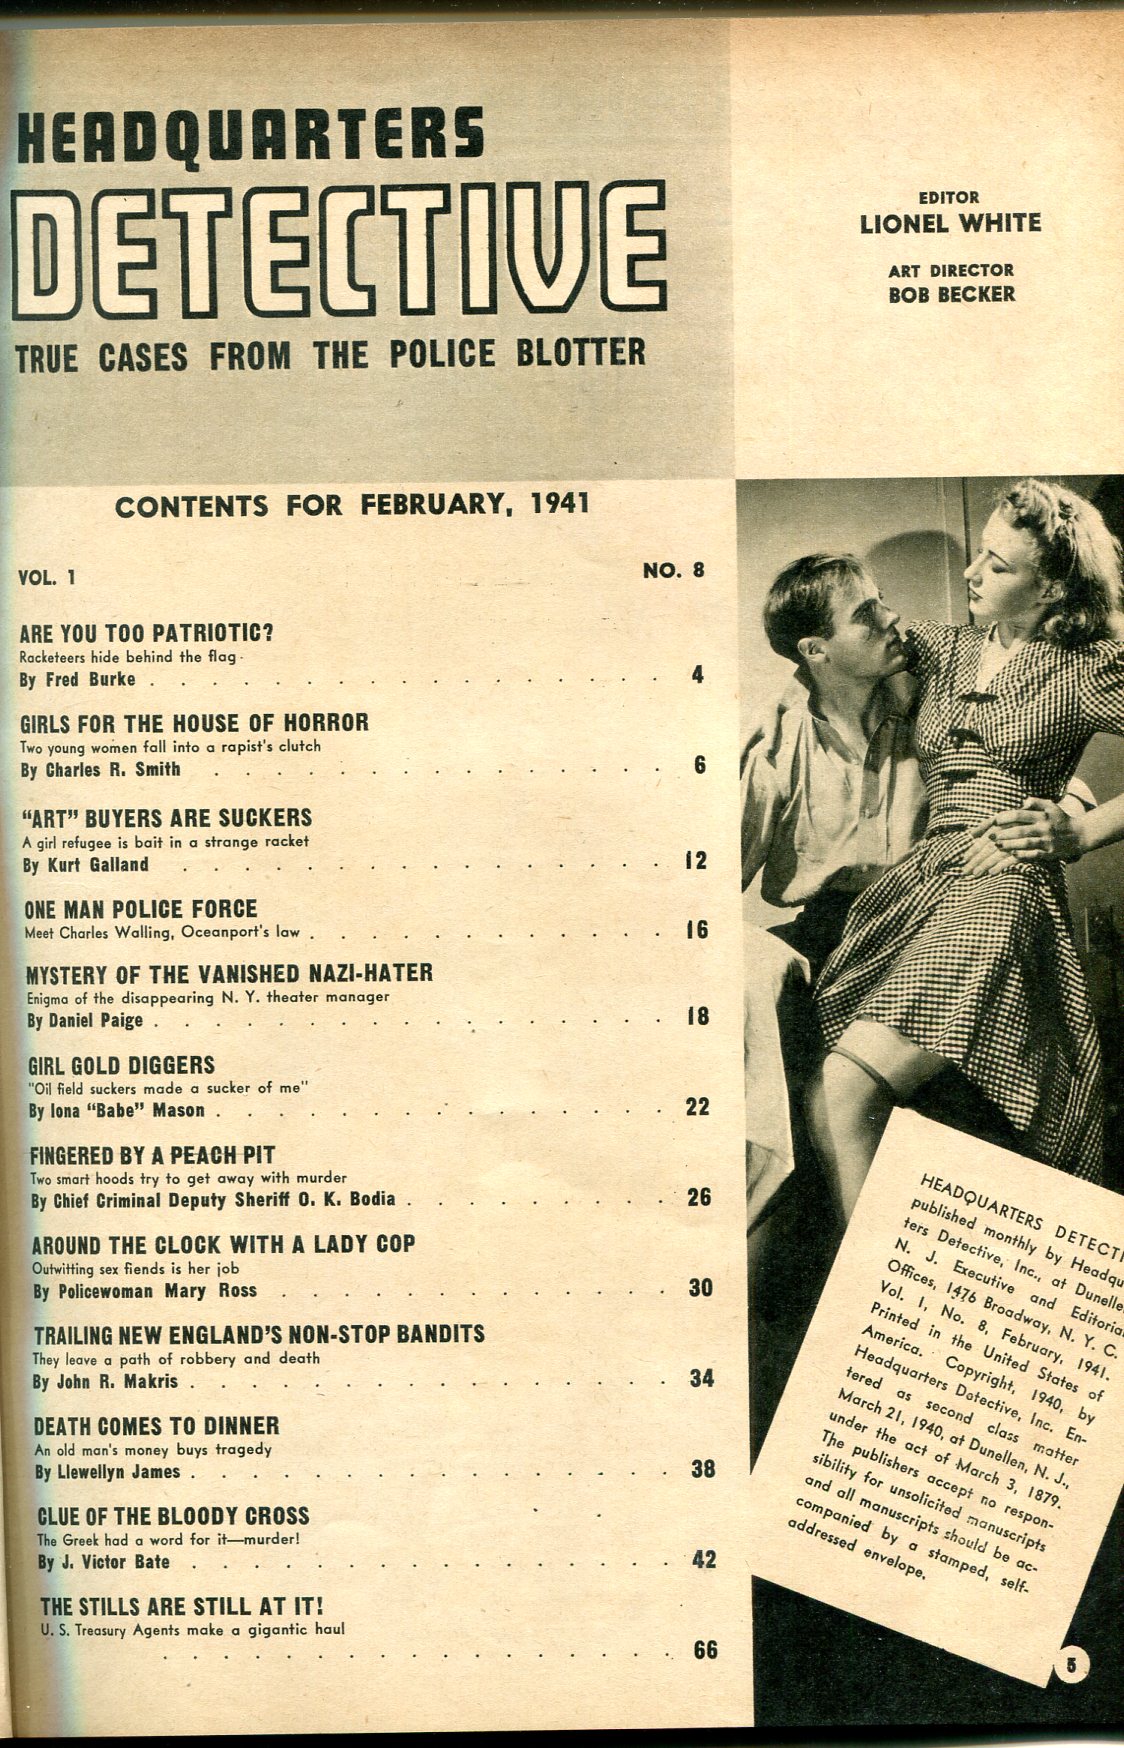 HEADQUARTERS
DETECTIVE
TRUE CASES FROM THE POLICE BLOTTER
EDITOR
LIONEL WHITE
ART DIRECTOR
BOB BECKER
CONTENTS FOR FEBRUARY, 1941
VOL. 1 NO. 8
ARE YOU TOO PATRIOTIC?
Racketeers hide behind the flag
By Fred Burke . . . . . . . . . . . . . . . . . 4
GIRLS FOR THE HOUSE OF HORROR
Two young women fall into a rapist's clutch
By Charles R. Smith . . . . . . . . . . . . . . . 6
“ART” BUYERS ARE SUCKERS
A girl refugee is bait in a strange racket
By Kurt Galland . . . . . . . . . . . . . . . . 12
ONE MAN POLICE FORCE
Meet Charles Walling, Oceanport's law . . . . . . . . . . . . 16
MYSTERY OF THE VANISHED NAZI-HATER
Enigma of the disappearing N. Y. theater manager
By Daniel Paige . . . . . . . . . . . . . . . . . 18
GIRL GOLD DIGGERS
"Oil field suckers made a sucker of me"
By Iona “Babe” Mason . . . . . . . . . . . . . . . 22
FINGERED BY A PEACH PIT
Two smart hoods try to get away with murder
By Chief Criminal Deputy Sheriff O. K. Bodia . . . . . . . . . 26
AROUND THE CLOCK WITH A LADY COP
Outwitting sex fiends is her job
By Policewoman Mary Ross . . . . . . . . . . . . . 30
TRAILING NEW ENGLAND'S NON-STOP BANDITS
They leave a path of robbery and death
By John R. Makris . . . . . . . . . . . . . . . . 34
DEATH COMES TO DINNER
An old man's money buys tragedy
By Llewellyn James . . . . . . . . . . . . . . . . 38
CLUE OF THE BLOODY CROSS
The Greek had a word for it—murder!
By J. Victor Bate . . . . . . . . . . . . . . . . 42
THE STILLS ARE STILL AT IT!
U. S. Treasury Agents make a gigantic haul
. . . . . . . . . . . . . . . . . 66
HEADQUARTERS DETECTI
published monthly by Headqu
ters Detective, Inc., at Dunelle
N. J. Executive and Editoria
Offices, 1476 Broadway, N. Y. C.
Vol. 1, No. 8, February, 1941.
Printed in the United States of
America. Copyright, 1940, by
Headquarters Detective, Inc. En-
tered as second class matter
March 21, 1940, at Dunellen, N. J.,
under the act of March 3, 1879.
The publishers accept no respon-
sibility for unsolicited manuscripts
and all manuscripts should be ac-
companied by a stamped, self-
addressed envelope.
5